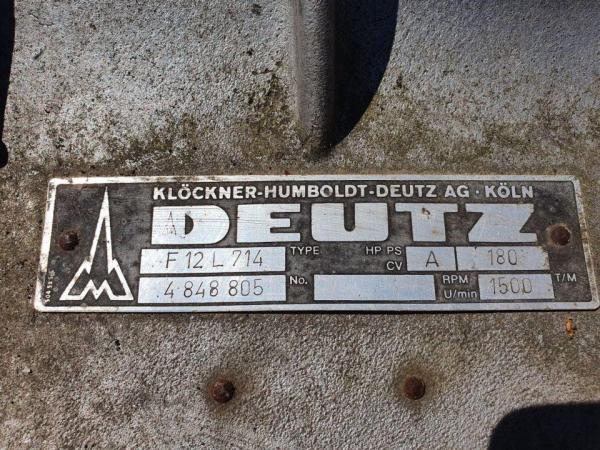 KLÖCKNER-HUMBOLDT-DEUTZ AG · KÖLN
DEUTZ
F 12 L 714 TYPE HP PS CV A 180
4 848 805 No. RPM U/min 1500 T/M